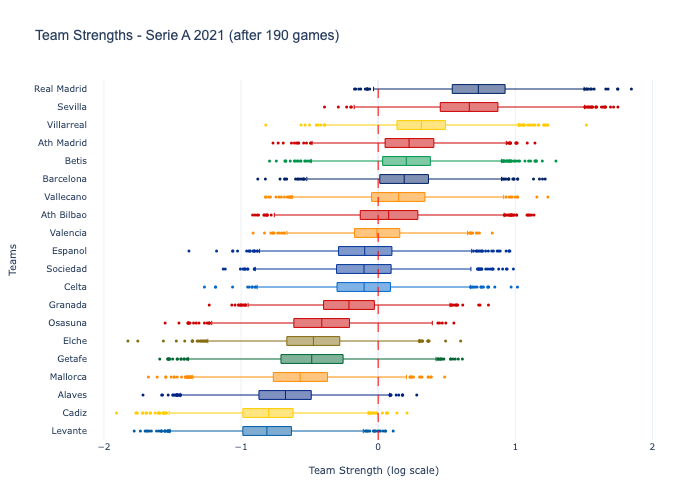 Team Strengths - Serie A 2021 (after 190 games)
Real Madrid
Sevilla
Villarreal
Ath Madrid
Betis
Barcelona
Vallecano
Ath Bilbao
Valencia
Espanol
Sociedad
Celta
Granada
Osasuna
Elche
Getafe
Mallorca
Alaves
Cadiz
Levante
Teams
−2 −1 0 1 2
Team Strength (log scale)